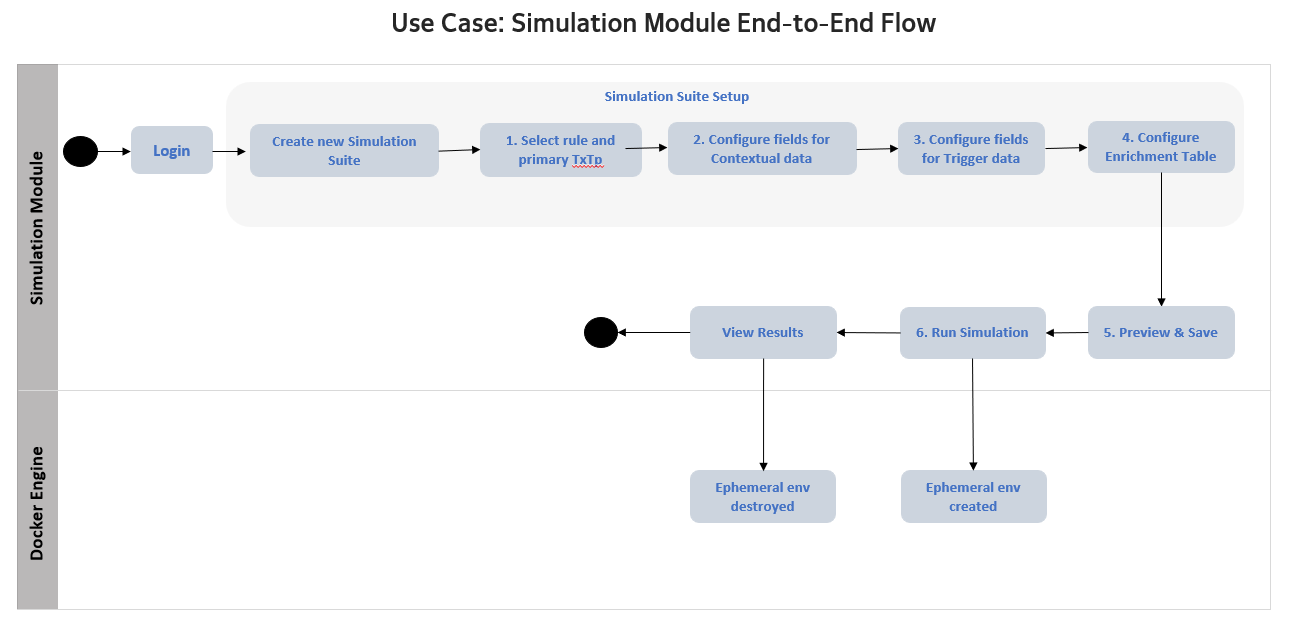 Use Case: Simulation Module End-to-End Flow
Simulation Module
Simulation Suite Setup
Login
Create new Simulation
Suite
1. Select rule and
primary TxTp
2. Configure fields for
Contextual data
3. Configure fields
for Trigger data
4. Configure
Enrichment Table
View Results
6. Run Simulation
5. Preview & Save
Docker Engine
Ephemeral env
destroyed
Ephemeral env
created